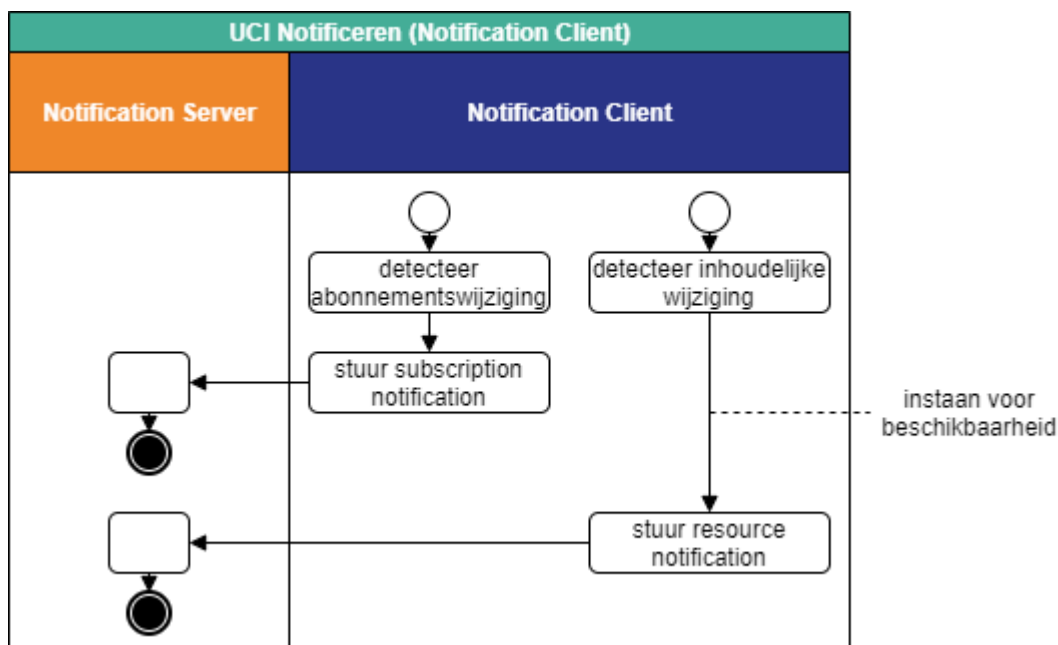 UCI Notificeren (Notification Client)
Notification Server
Notification Client
detecteer
abonnementswijziging
detecteer inhoudelijke
wijziging
stuur subscription
notification
instaan voor
beschikbaarheid
stuur resource
notification